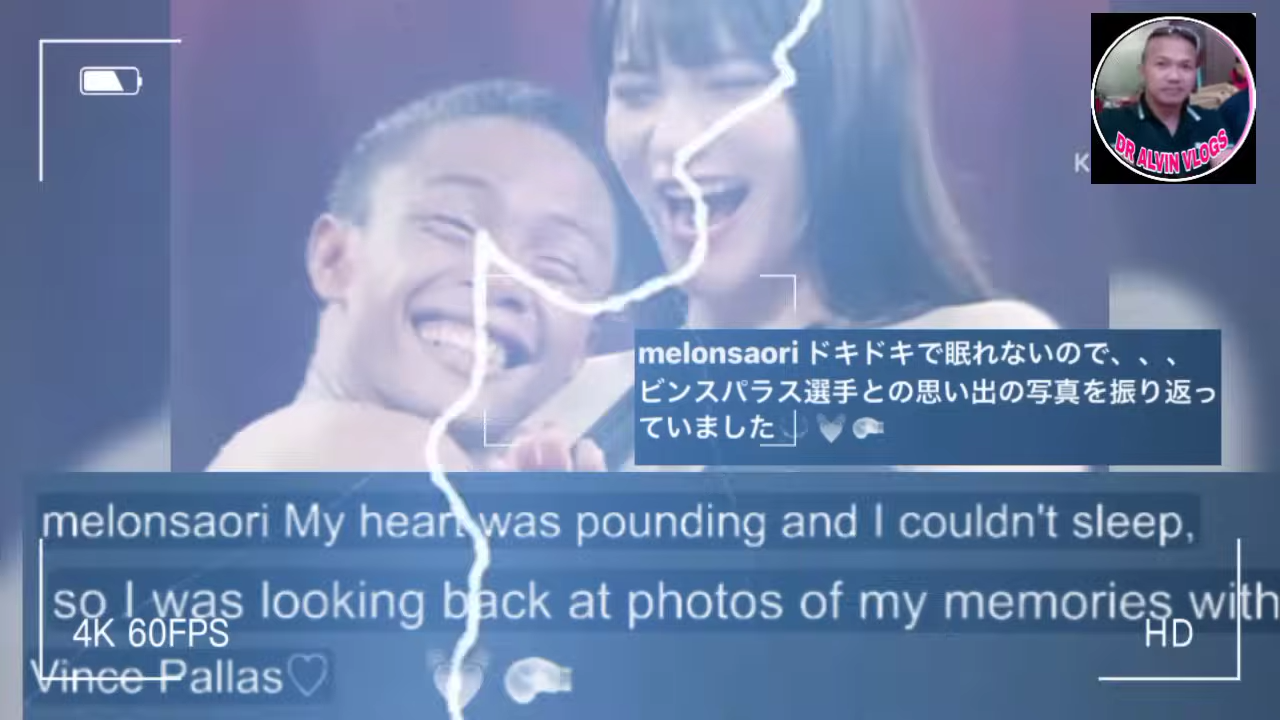 DR ALVIN VLOGS
K
melonsaori ドキドキで眠れないので、、、
ビンスパラス選手との思い出の写真を振り返っ
ていました
melonsaori My heart was pounding and I couldn't sleep,
so I was looking back at photos of my memories with
Vince Pallas♡
4K 60FPS
HD